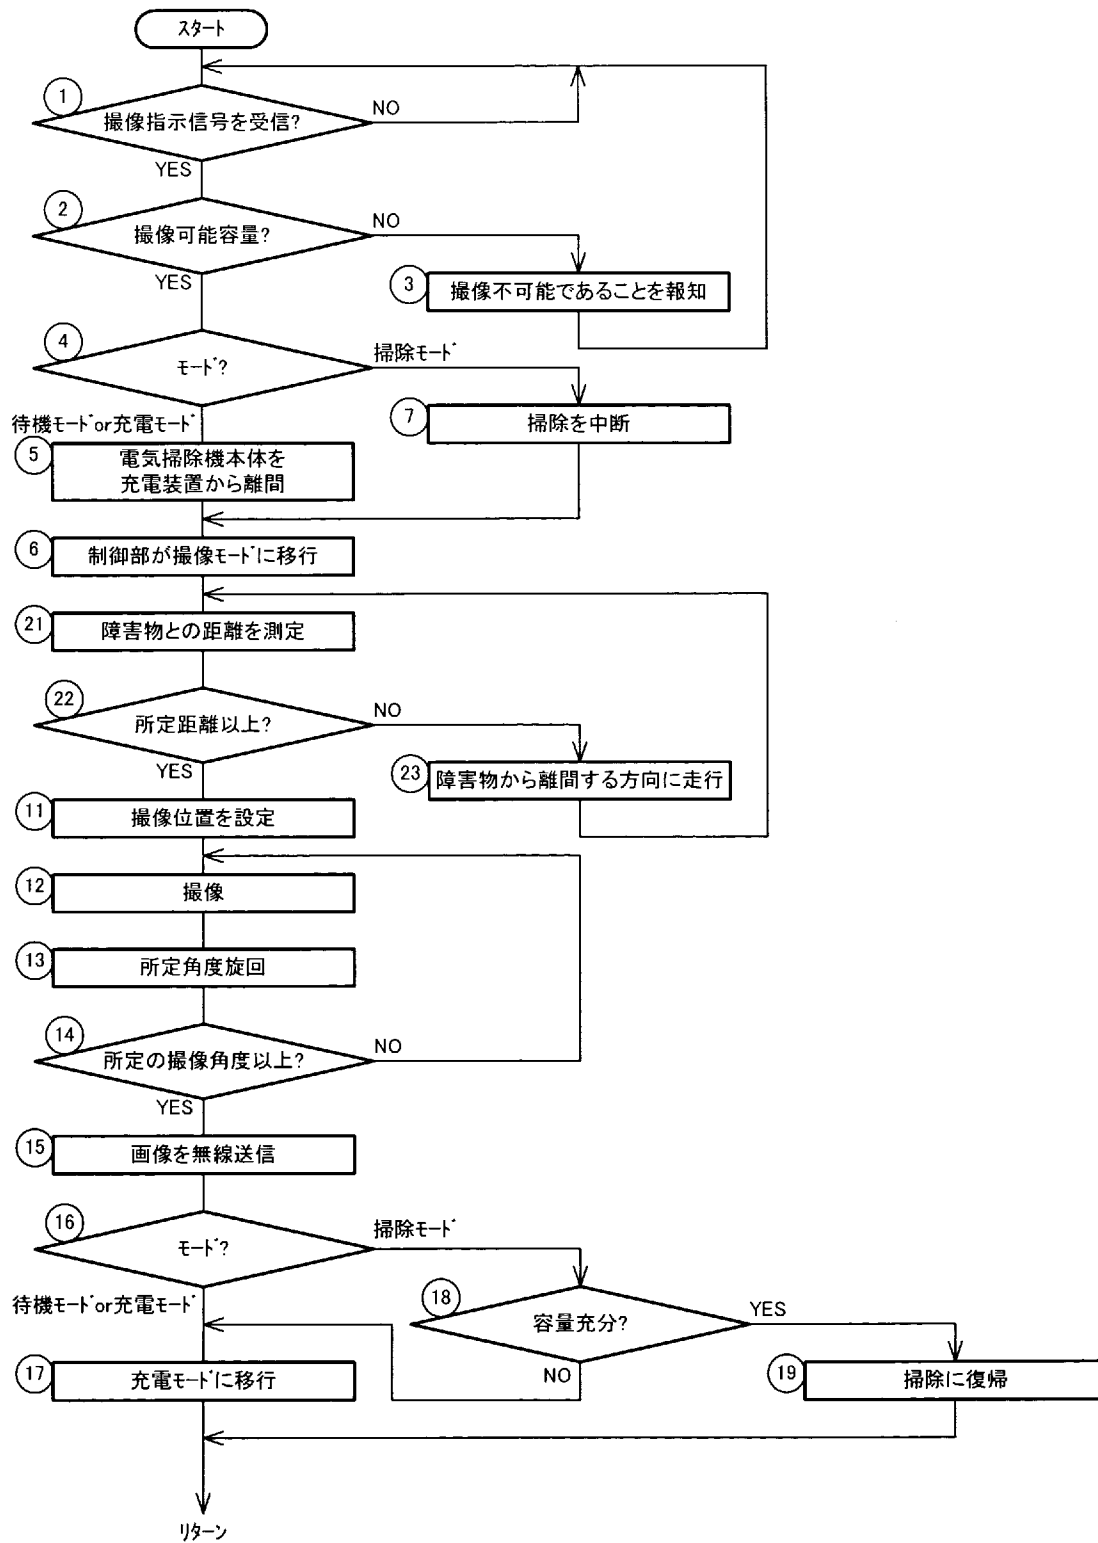 スタート
1
撮像指示信号を受信?
NO
YES
2
撮像可能容量?
NO
YES
3
撮像不可能であることを報知
4
モード?
掃除モード
待機モードor充電モード
7
掃除を中断
5
電気掃除機本体を
充電装置から離間
6
制御部が撮像モードに移行
21
障害物との距離を測定
22
所定距離以上?
NO
YES
23
障害物から離間する方向に走行
11
撮像位置を設定
12
撮像
13
所定角度旋回
14
所定の撮像角度以上?
NO
YES
15
画像を無線送信
16
モード?
掃除モード
待機モードor充電モード
18
容量充分?
YES
NO
17
充電モードに移行
19
掃除に復帰
リターン